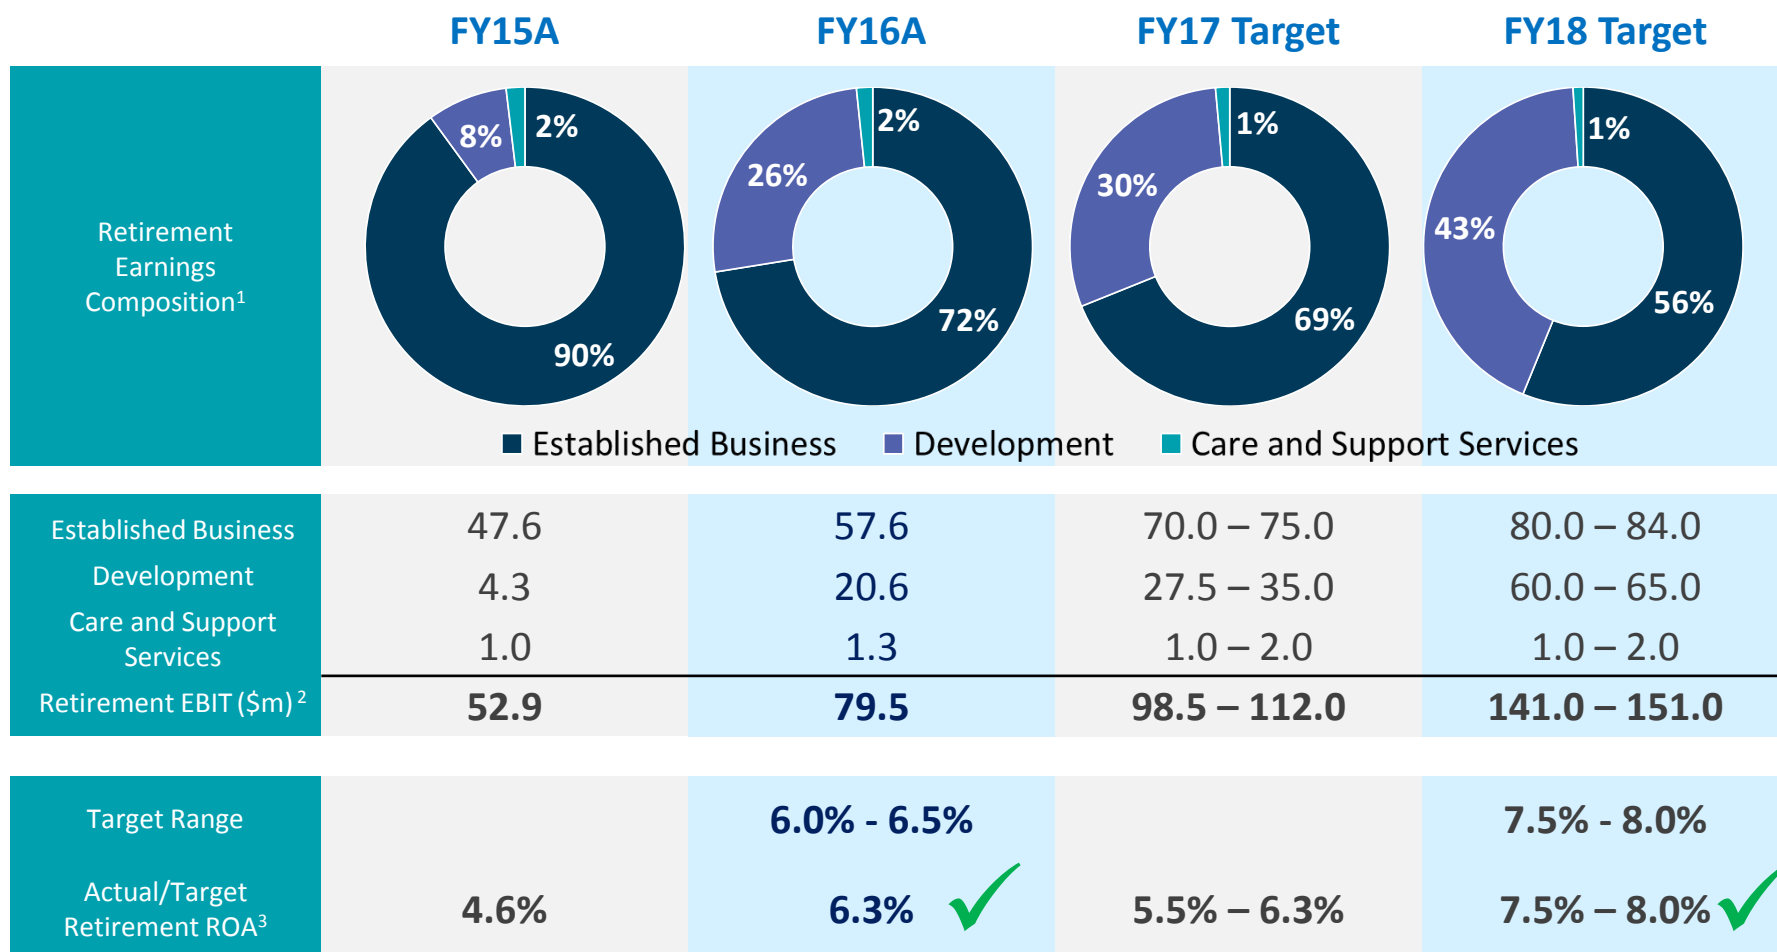 FY15A FY16A FY17 Target FY18 Target
Retirement
Earnings
Composition1
8% 2% 90%
26% 2% 72%
30% 1% 69%
43% 1% 56%
Established Business Development Care and Support Services
Established Business 47.6 57.6 70.0 – 75.0 80.0 – 84.0
Development 4.3 20.6 27.5 – 35.0 60.0 – 65.0
Care and Support
Services 1.0 1.3 1.0 – 2.0 1.0 – 2.0
Retirement EBIT ($m) 2 52.9 79.5 98.5 – 112.0 141.0 – 151.0
Target Range 6.0% - 6.5% 7.5% - 8.0%
Actual/Target
Retirement ROA3 4.6% 6.3% 5.5% – 6.3% 7.5% – 8.0%